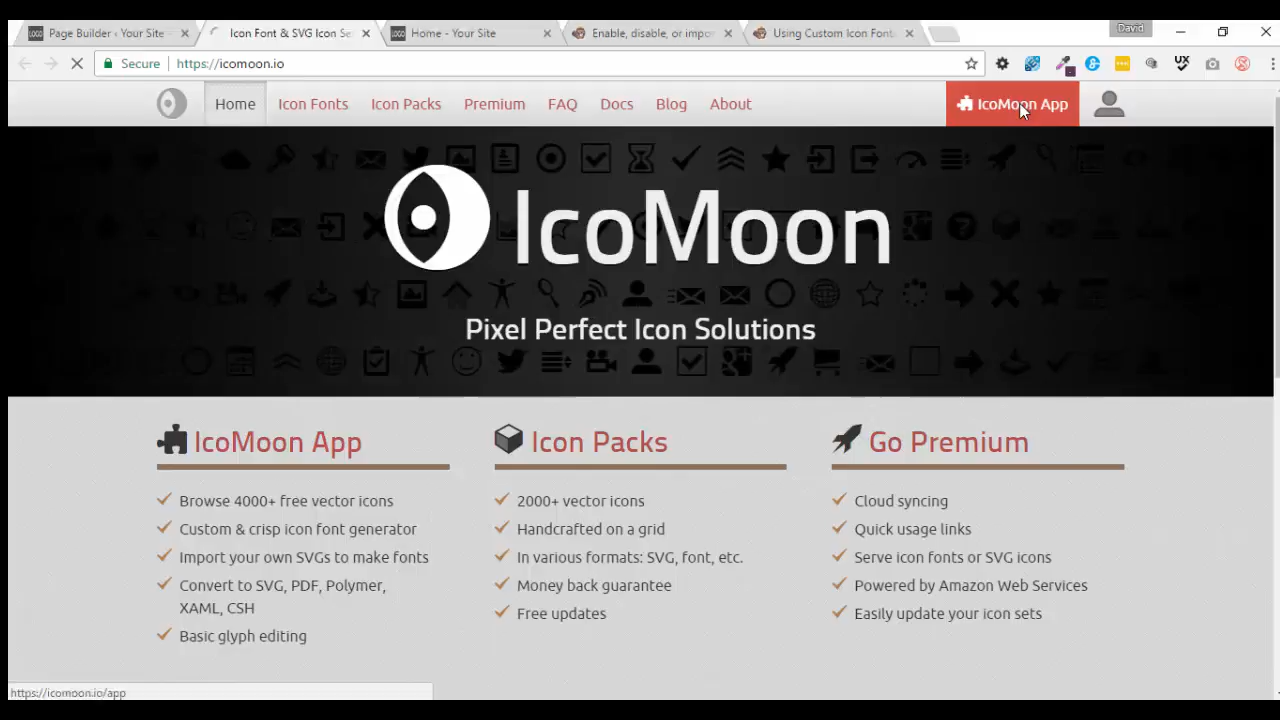 Page Builder ‹ Your Site
Icon Font & SVG Icon Se
Home - Your Site
Enable, disable, or impor
Using Custom Icon Font
David
Secure
https://icomoon.io
UX
Home
Icon Fonts
Icon Packs
Premium
FAQ
Docs
Blog
About
IcoMoon App
IcoMoon
Pixel Perfect Icon Solutions
IcoMoon App
Browse 4000+ free vector icons
Custom & crisp icon font generator
Import your own SVGs to make fonts
Convert to SVG, PDF, Polymer,
XAML, CSH
Basic glyph editing
Icon Packs
2000+ vector icons
Handcrafted on a grid
In various formats: SVG, font, etc.
Money back guarantee
Free updates
Go Premium
Cloud syncing
Quick usage links
Serve icon fonts or SVG icons
Powered by Amazon Web Services
Easily update your icon sets
https://icomoon.io/app